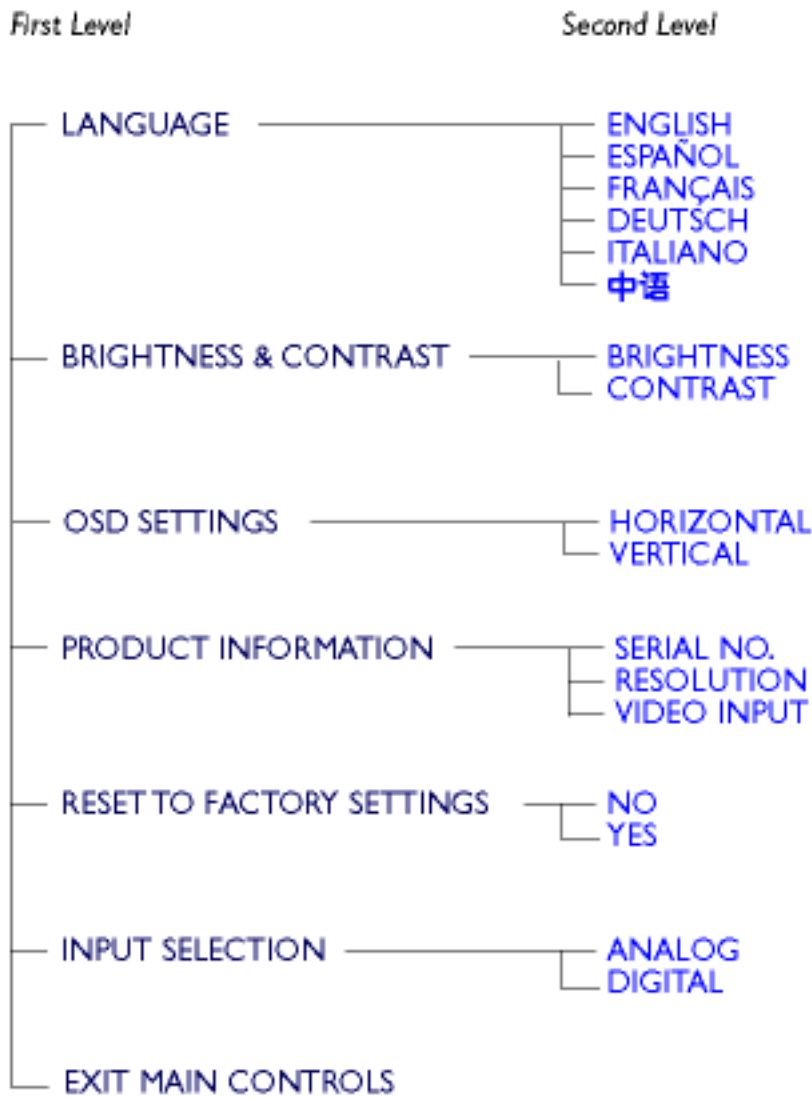 First Level Second Level
LANGUAGE ENGLISH
ESPAÑOL
FRANÇAIS
DEUTSCH
ITALIANO
中语
BRIGHTNESS & CONTRAST BRIGHTNESS
CONTRAST
OSD SETTINGS HORIZONTAL
VERTICAL
PRODUCT INFORMATION SERIAL NO.
RESOLUTION
VIDEO INPUT
RESET TO FACTORY SETTINGS NO
YES
INPUT SELECTION ANALOG
DIGITAL
EXIT MAIN CONTROLS